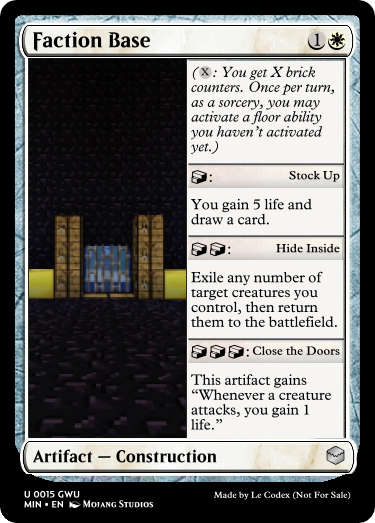 Faction Base 1
(X: You get X brick
counters. Once per turn,
as a sorcery, you may
activate a floor ability
you haven't activated
yet.)
: Stock Up
You gain 5 life and
draw a card.
: Hide Inside
Exile any number of
target creatures you
control, then return
them to the battlefield.
: Close the Doors
This artifact gains
“Whenever a creature
attacks, you gain 1
life.”
Artifact — Construction
U 0015 GWU
MIN • EN Mojang Studios
Made by Le Codex (Not For Sale)